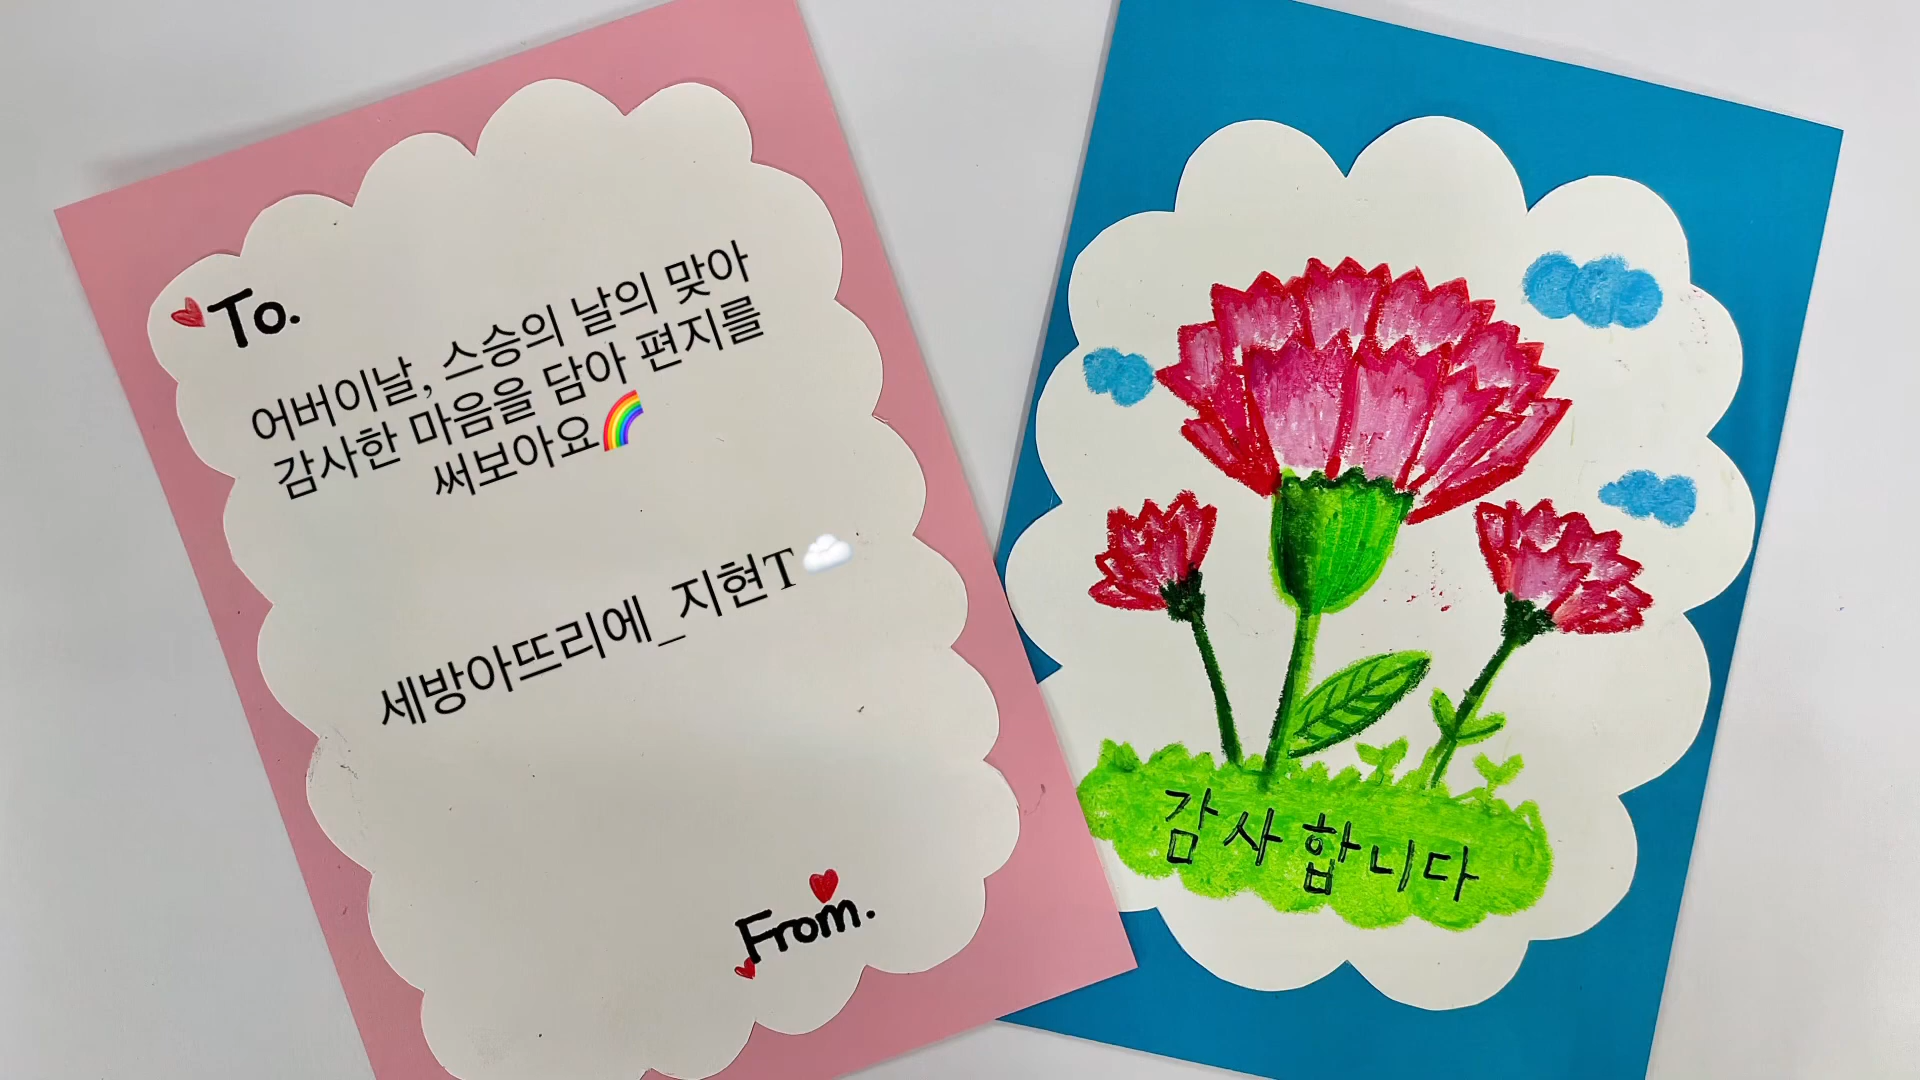 To.
어버이날, 스승의 날의 맞아
감사한 마음을 담아 편지를
써보아요🌈
세방아뜨리에_지현T☁️
From.
감사합니다